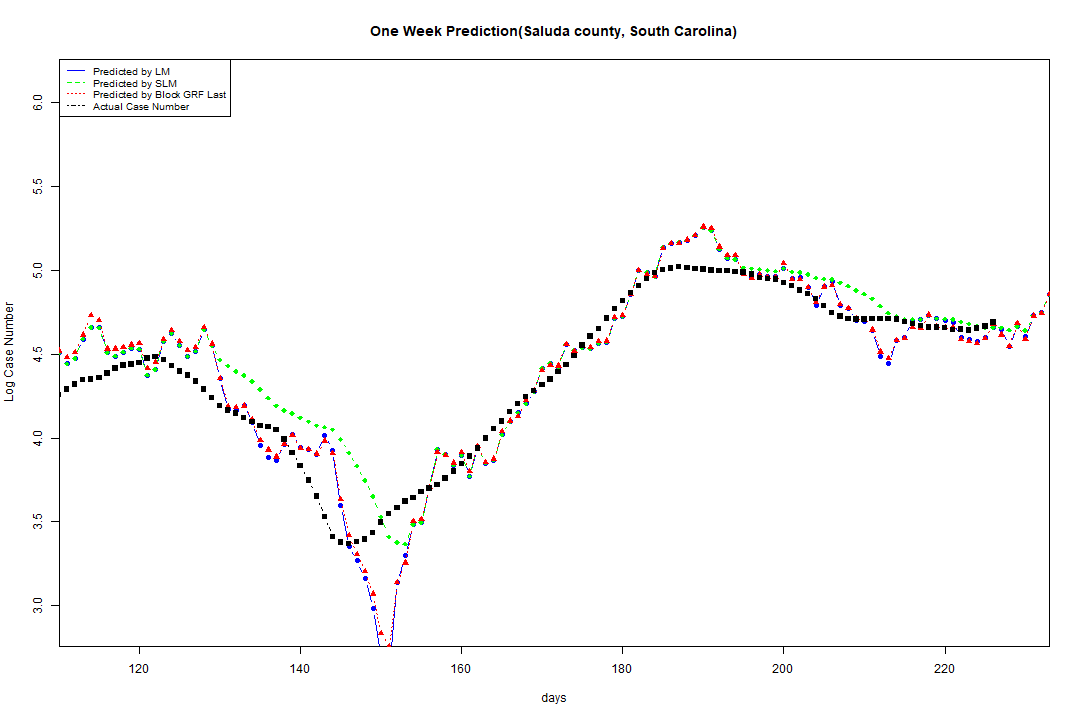 One Week Prediction(Saluda county, South Carolina)
Predicted by LM
Predicted by SLM
Predicted by Block GRF Last
Actual Case Number
6.0
5.5
5.0
4.5
4.0
3.5
3.0
Log Case Number
120 140 160 180 200 220
days